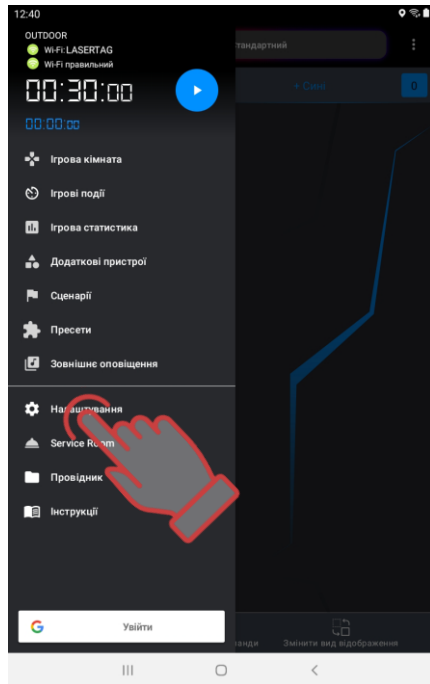 12:40
OUTDOOR
Wi-Fi:LASERTAG
Wi-Fi правильний
00:30:00
00:00:00
тандартний
+ Сині
0
Ігрова кімната
Ігрові події
Ігрова статистика
Додаткові пристрої
Сценарії
Пресети
Зовнішнє оповіщення
Налаштування
Service Room
Провідник
Інструкції
G Увійти
анди
Змінити вид відображення